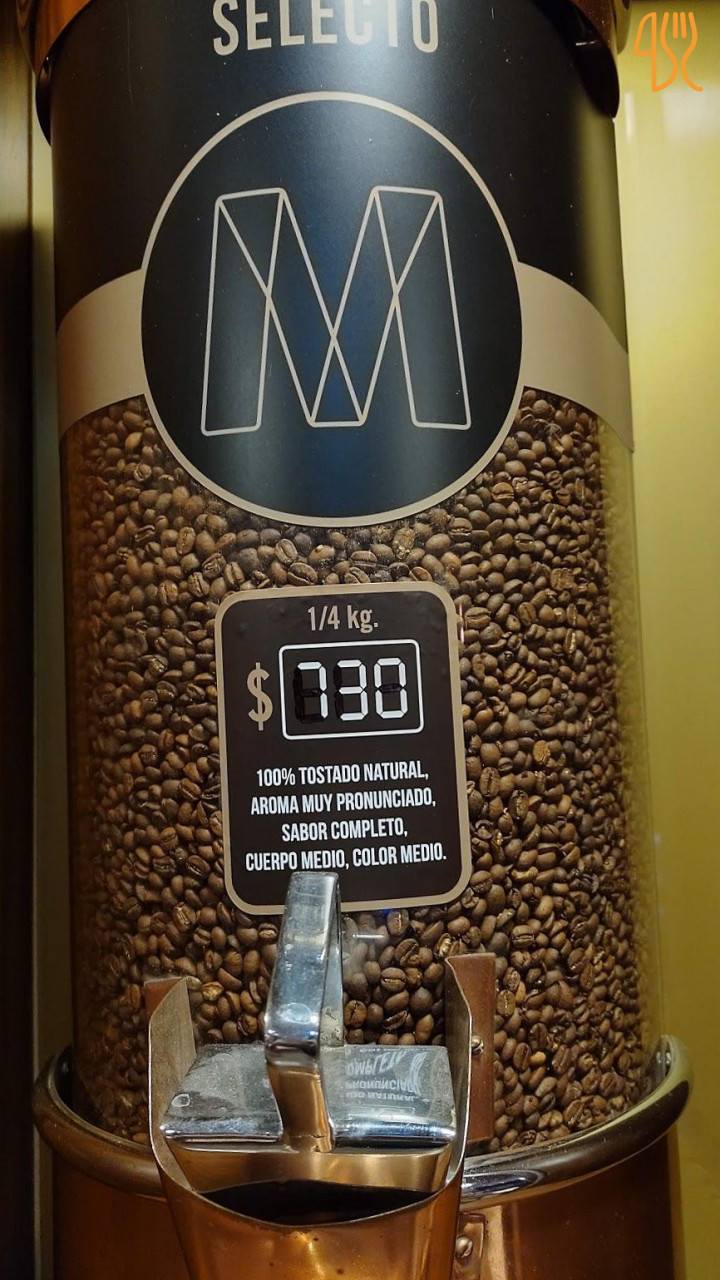 SELECTO
M
1/4 kg.
$ 730
100% TOSTADO NATURAL,
AROMA MUY PRONUNCIADO,
SABOR COMPLETO,
CUERPO MEDIO, COLOR MEDIO.